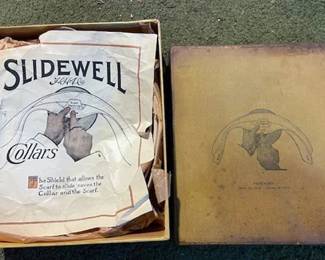 SLIDEWELL
Collars
The Shield that allows the
Scarf to slide, saves the
Collar and the Scarf.